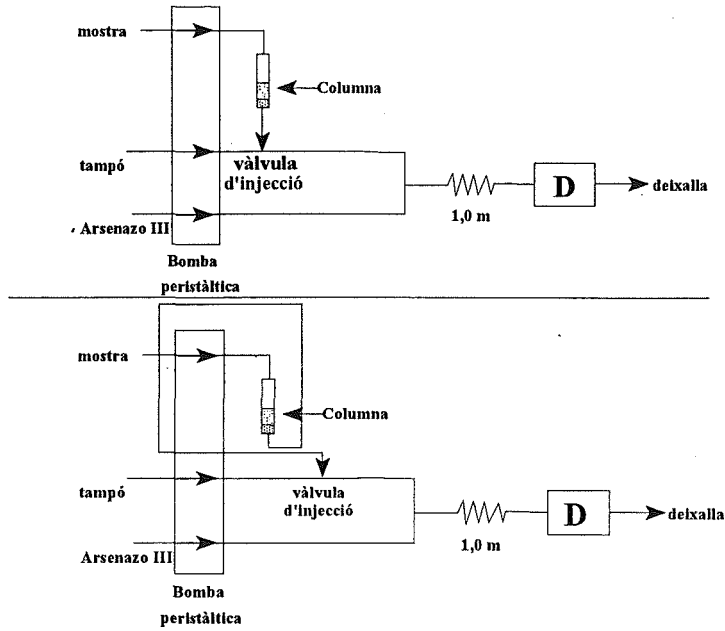 mostra
Columna
tampó
vàlvula
d'injecció
D
deixalla
1,0 m
Arsenazo III
Bomba
peristàltica
mostra
Columna
tampó
vàlvula
d'injecció
D
deixalla
1,0 m
Arsenazo III
Bomba
peristàltica